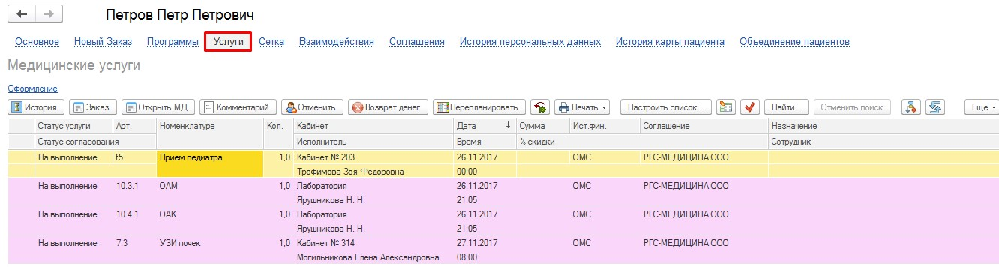 Петров Петр Петрович
Основное Новый Заказ Программы Услуги Сетка Взаимодействия Соглашения История персональных данных История карты пациента Объединение пациентов
Медицинские услуги
Оформление
История Заказ Открыть МД Комментарий Отменить Возврат денег Перепланировать Печать Настроить список... Найти... Отменить поиск Еще
Статус услуги Арт. Номенклатура Кол. Кабинет Дата ↓ Сумма Ист.фин. Соглашение Назначение
Статус согласования Исполнитель Время % скидки Сотрудник
На выполнение f5 Прием педиатра 1,0 Кабинет № 203 26.11.2017 ОМС РГС-МЕДИЦИНА ООО
Трофимова Зоя Федоровна 00:00
На выполнение 10.3.1 ОАМ 1,0 Лаборатория 26.11.2017 ОМС РГС-МЕДИЦИНА ООО
Ярушникова Н. Н. 21:05
На выполнение 10.4.1 ОАК 1,0 Лаборатория 26.11.2017 ОМС РГС-МЕДИЦИНА ООО
Ярушникова Н. Н. 21:05
На выполнение 7.3 УЗИ почек 1,0 Кабинет № 314 27.11.2017 ОМС РГС-МЕДИЦИНА ООО
Могильникова Елена Александровна 08:00